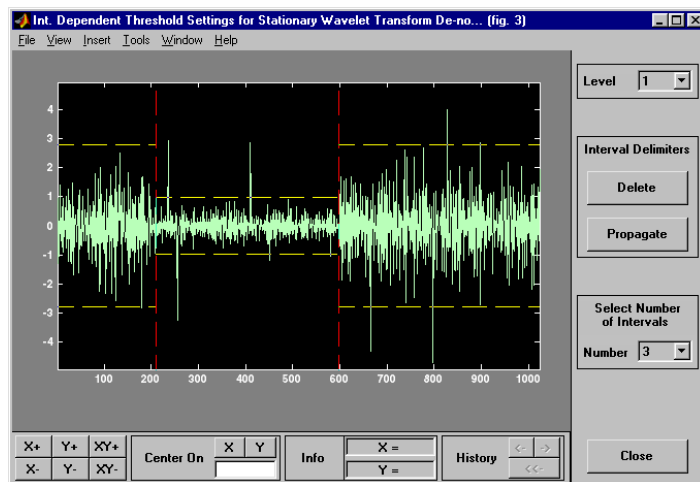 Int. Dependent Threshold Settings for Stationary Wavelet Transform De-no... (fig. 3)
File View Insert Tools Window Help
Level 1
4
3
2
1
0
-1
-2
-3
-4
100 200 300 400 500 600 700 800 900 1000
Interval Delimiters
Delete
Propagate
Select Number
of Intervals
Number 3
X+ Y+ XY+
X- Y- XY-
Center On X Y
Info X =
Y =
History <- ->
<<-
Close